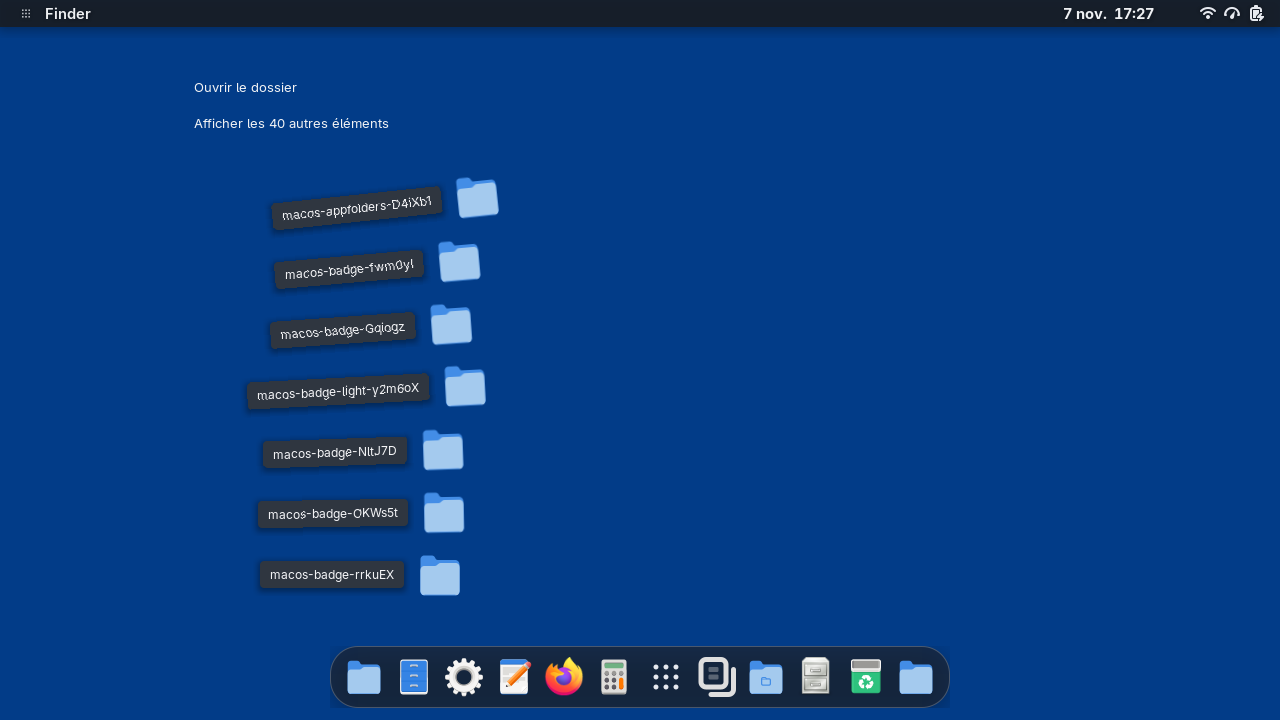 Finder
7 nov. 17:27
Ouvrir le dossier
Afficher les 40 autres éléments
macos-appfolders-D4iXb1
macos-badge-fwm0yl
macos-badge-Gqiogz
macos-badge-light-y2m6oX
macos-badge-NltJ7D
macos-badge-OKWs5t
macos-badge-rrkuEX